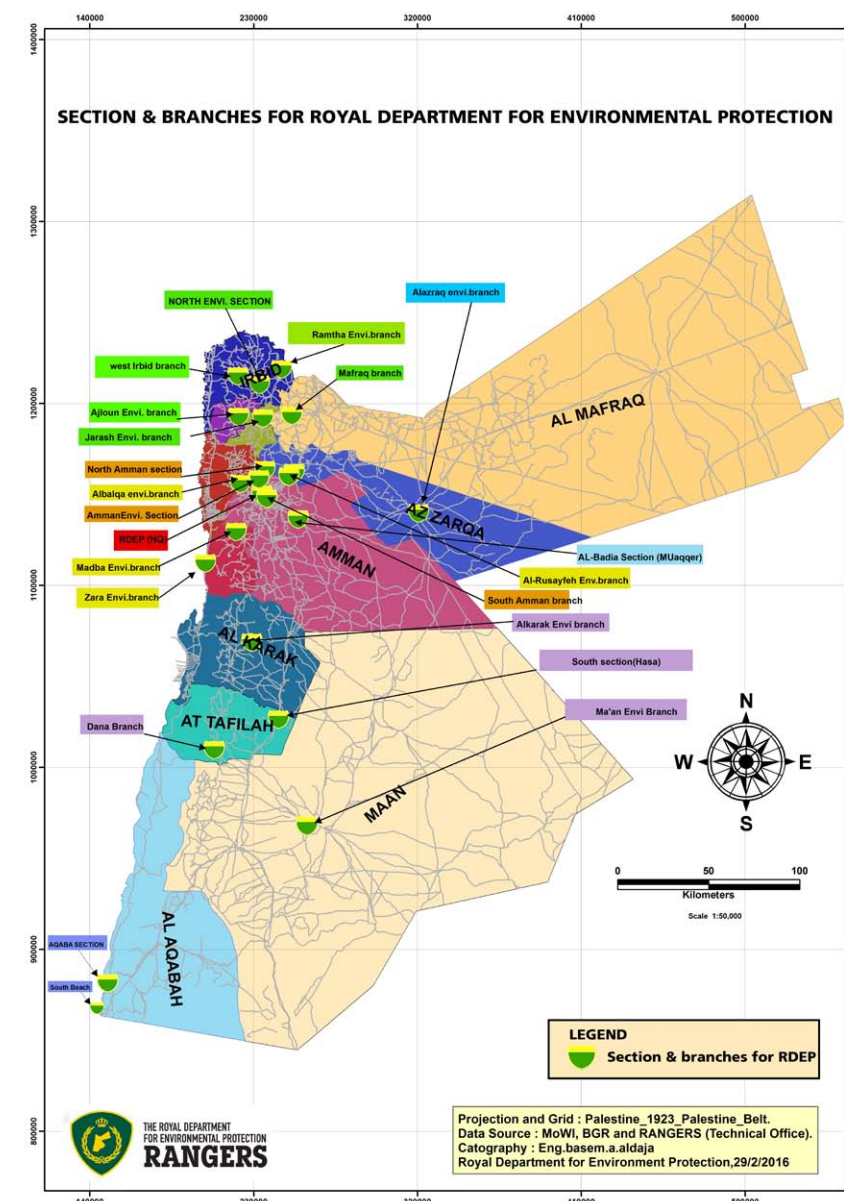 140000 230000 320000 410000 500000
1400000
SECTION & BRANCHES FOR ROYAL DEPARTMENT FOR ENVIRONMENTAL PROTECTION
1300000
Alazraq envi.branch
NORTH ENVI. SECTION
Ramtha Envi.branch
west Irbid branch
Mafraq branch
IRBID
1200000
Ajloun Envi. branch
AL MAFRAQ
Jarash Envi. branch
North Amman section
Albalqa envi.branch
AmmanEnvi. Section
AZ ZARQA
RDEP (HQ)
AMMAN
AL-Badia Section (MUaqqer)
Madba Envi.branch
Al-Rusayfeh Env.branch
1100000
Zara Envi.branch
South Amman branch
Alkarak Envi branch
AL KARAK
South section(Hasa)
Ma'an Envi Branch
AT TAFILAH
Dana Branch
N
W E
S
1000000
MAAN
0 50 100
Kilometers
Scale 1:50,000
AL AQABAH
AQABA SECTION
900000
South Beach
LEGEND
Section & branches for RDEP
800000
THE ROYAL DEPARTMENT
FOR ENVIRONMENTAL PROTECTION
RANGERS
Projection and Grid : Palestine_1923_Palestine_Belt.
Data Source : MoWI, BGR and RANGERS (Technical Office).
Catography : Eng.basem.a.aldaja
Royal Department for Environment Protection,29/2/2016